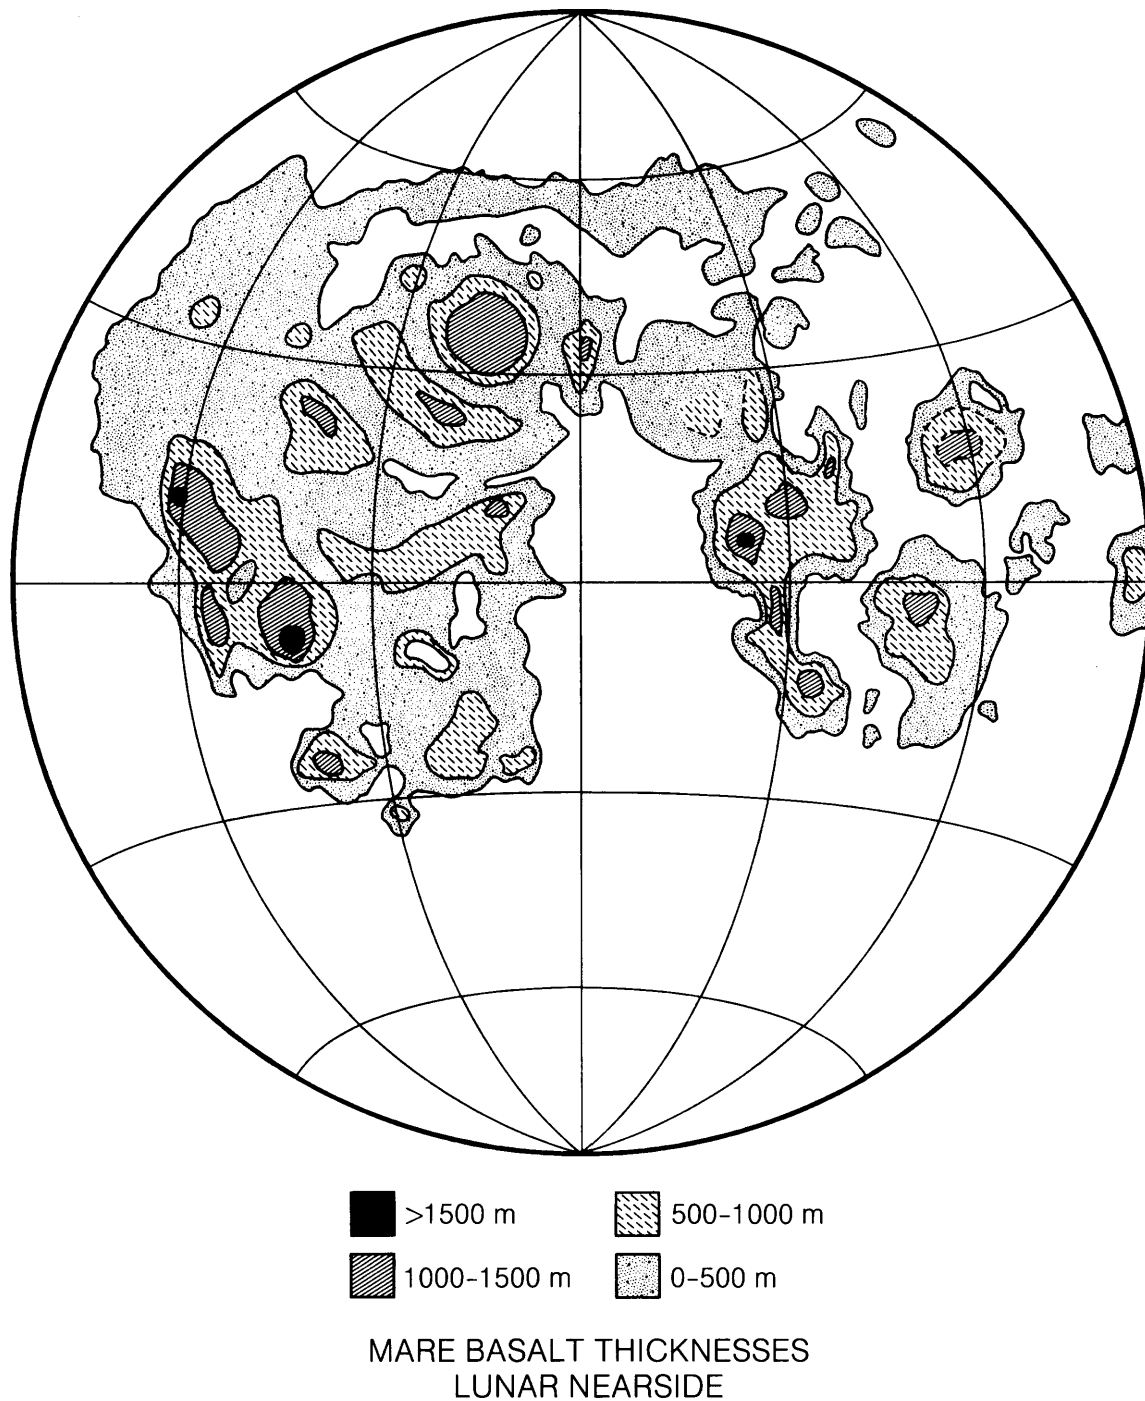 >1500 m
500-1000 m
1000-1500 m
0-500 m
MARE BASALT THICKNESSES
LUNAR NEARSIDE